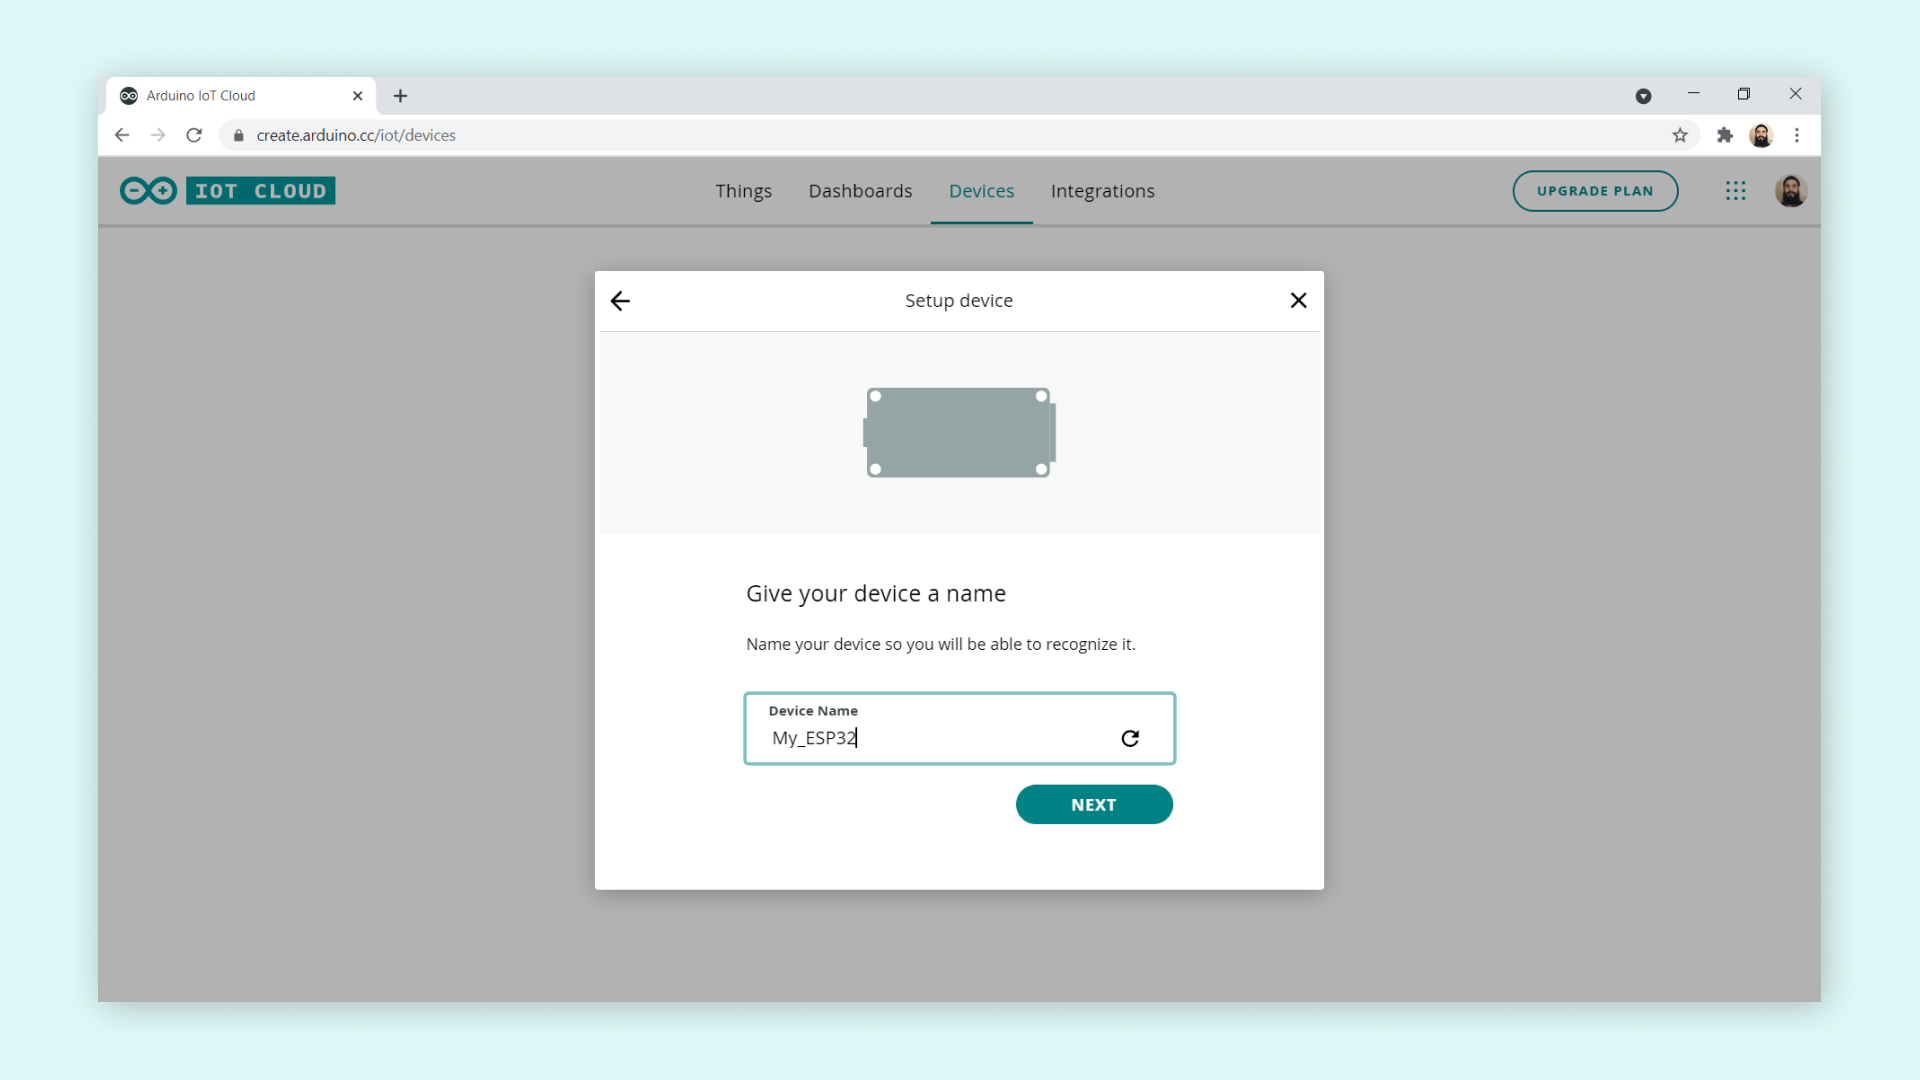 Arduino IoT Cloud
create.arduino.cc/iot/devices
IOT CLOUD
Things Dashboards Devices Integrations
UPGRADE PLAN
Setup device
Give your device a name
Name your device so you will be able to recognize it.
Device Name
My_ESP32
NEXT